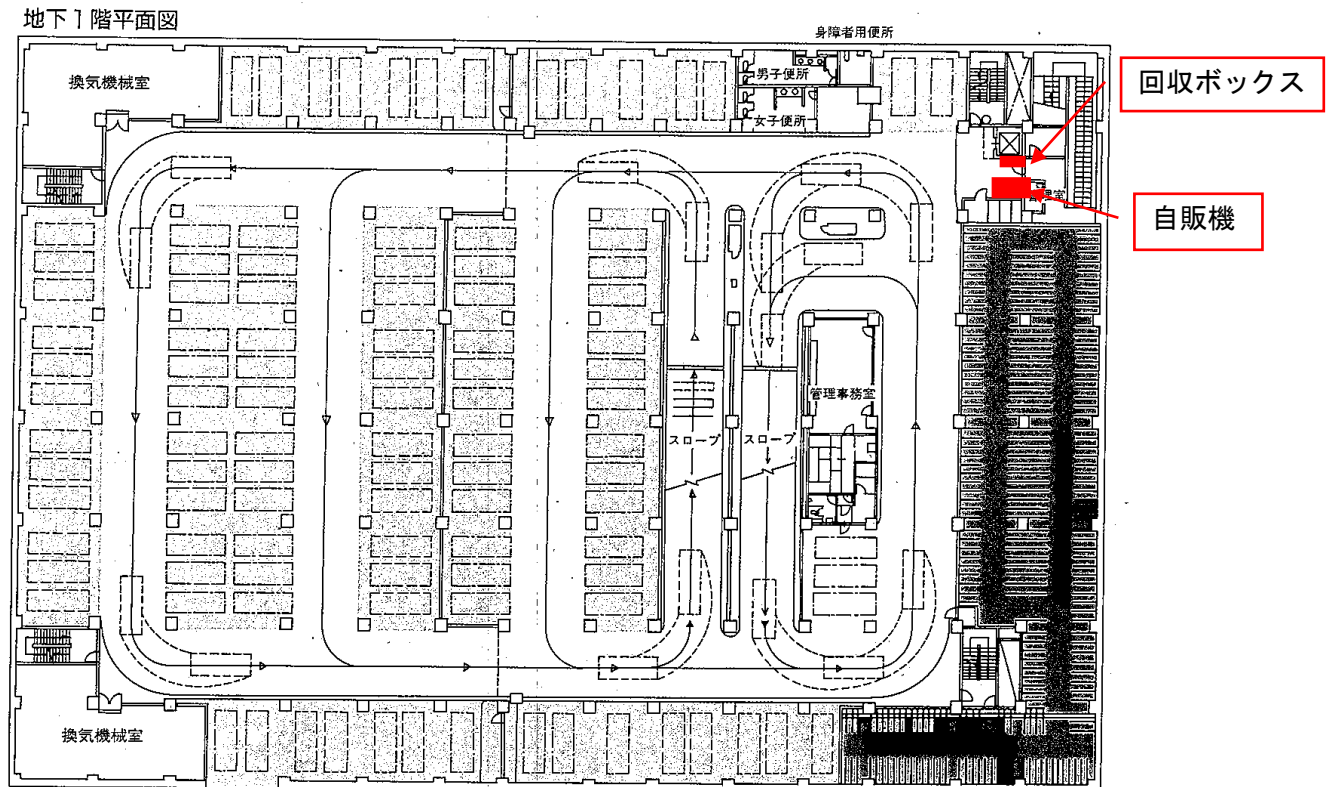 地下1階平面図
身障者用便所
換気機械室
男子便所
女子便所
回収ボックス
自販機
管理事務室
スロープ
スロープ
換気機械室